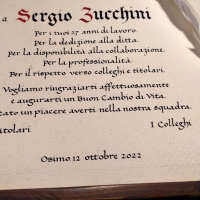 a Sergio Zucchini
Per i tuoi 27 anni di lavoro.
Per la dedizione alla ditta.
Per la disponibilità alla collaborazione.
Per la professionalità.
Per il rispetto verso colleghi e titolari.
Vogliamo ringraziarti affettuosamente
e augurarti un Buon Cambio di Vita.
tato un piacere averti nella nostra squadra.
itolari I Colleghi
Osimo 12 ottobre 2022